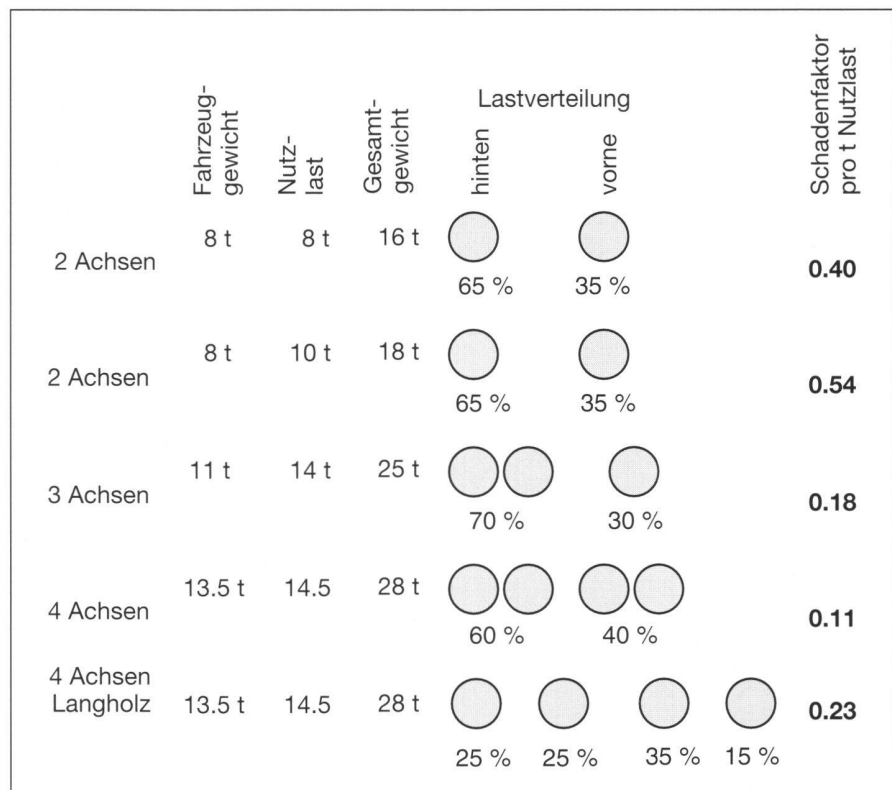 Fahrzeug-
gewicht
Nutz-
last
Gesamt-
gewicht
Lastverteilung
hinten
vorne
Schadenfaktor
pro t Nutzlast
2 Achsen 8 t 8 t 16 t 0.40
65 % 35 %
2 Achsen 8 t 10 t 18 t 0.54
65 % 35 %
3 Achsen 11 t 14 t 25 t 0.18
70 % 30 %
4 Achsen 13.5 t 14.5 28 t 0.11
60 % 40 %
4 Achsen
Langholz 13.5 t 14.5 28 t 0.23
25 % 25 % 35 % 15 %